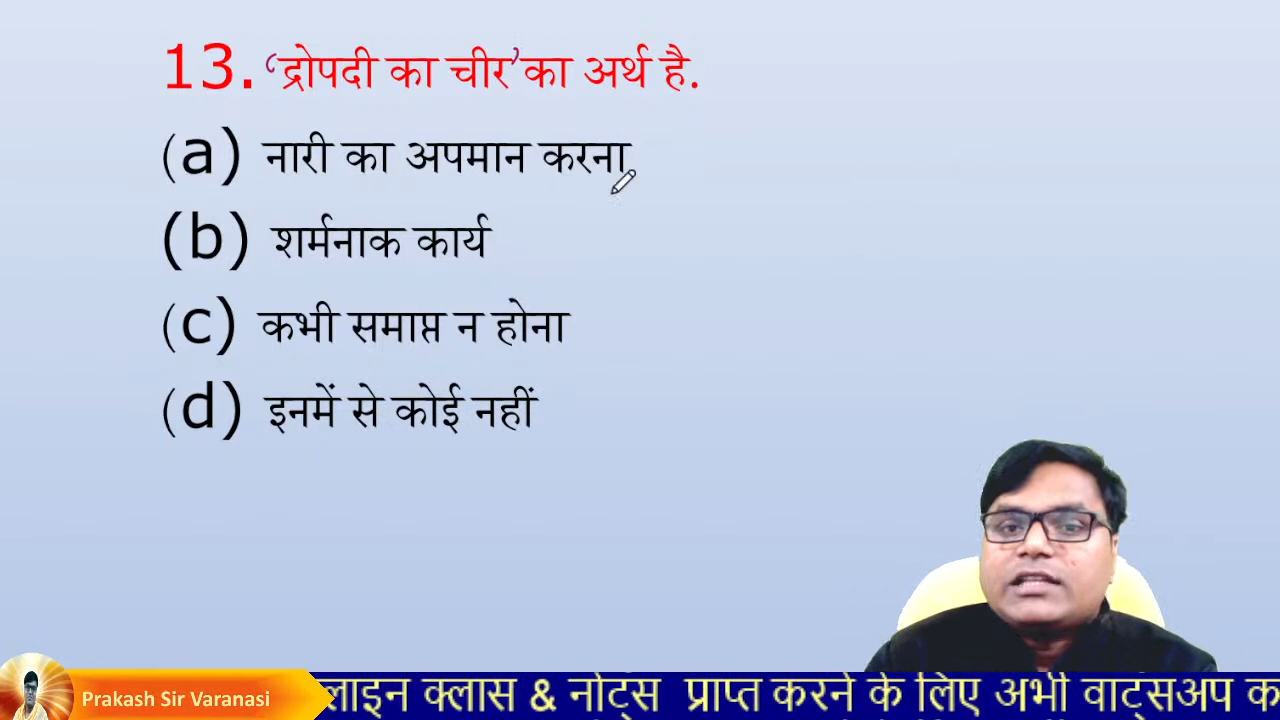 13. ‘द्रोपदी का चीर’का अर्थ है.
(a) नारी का अपमान करना
(b) शर्मनाक कार्य
(c) कभी समाप्त न होना
(d) इनमें से कोई नहीं
Prakash Sir Varanasi
लाइन क्लास & नोट्स प्राप्त करने के लिए अभी वाट्सअप क